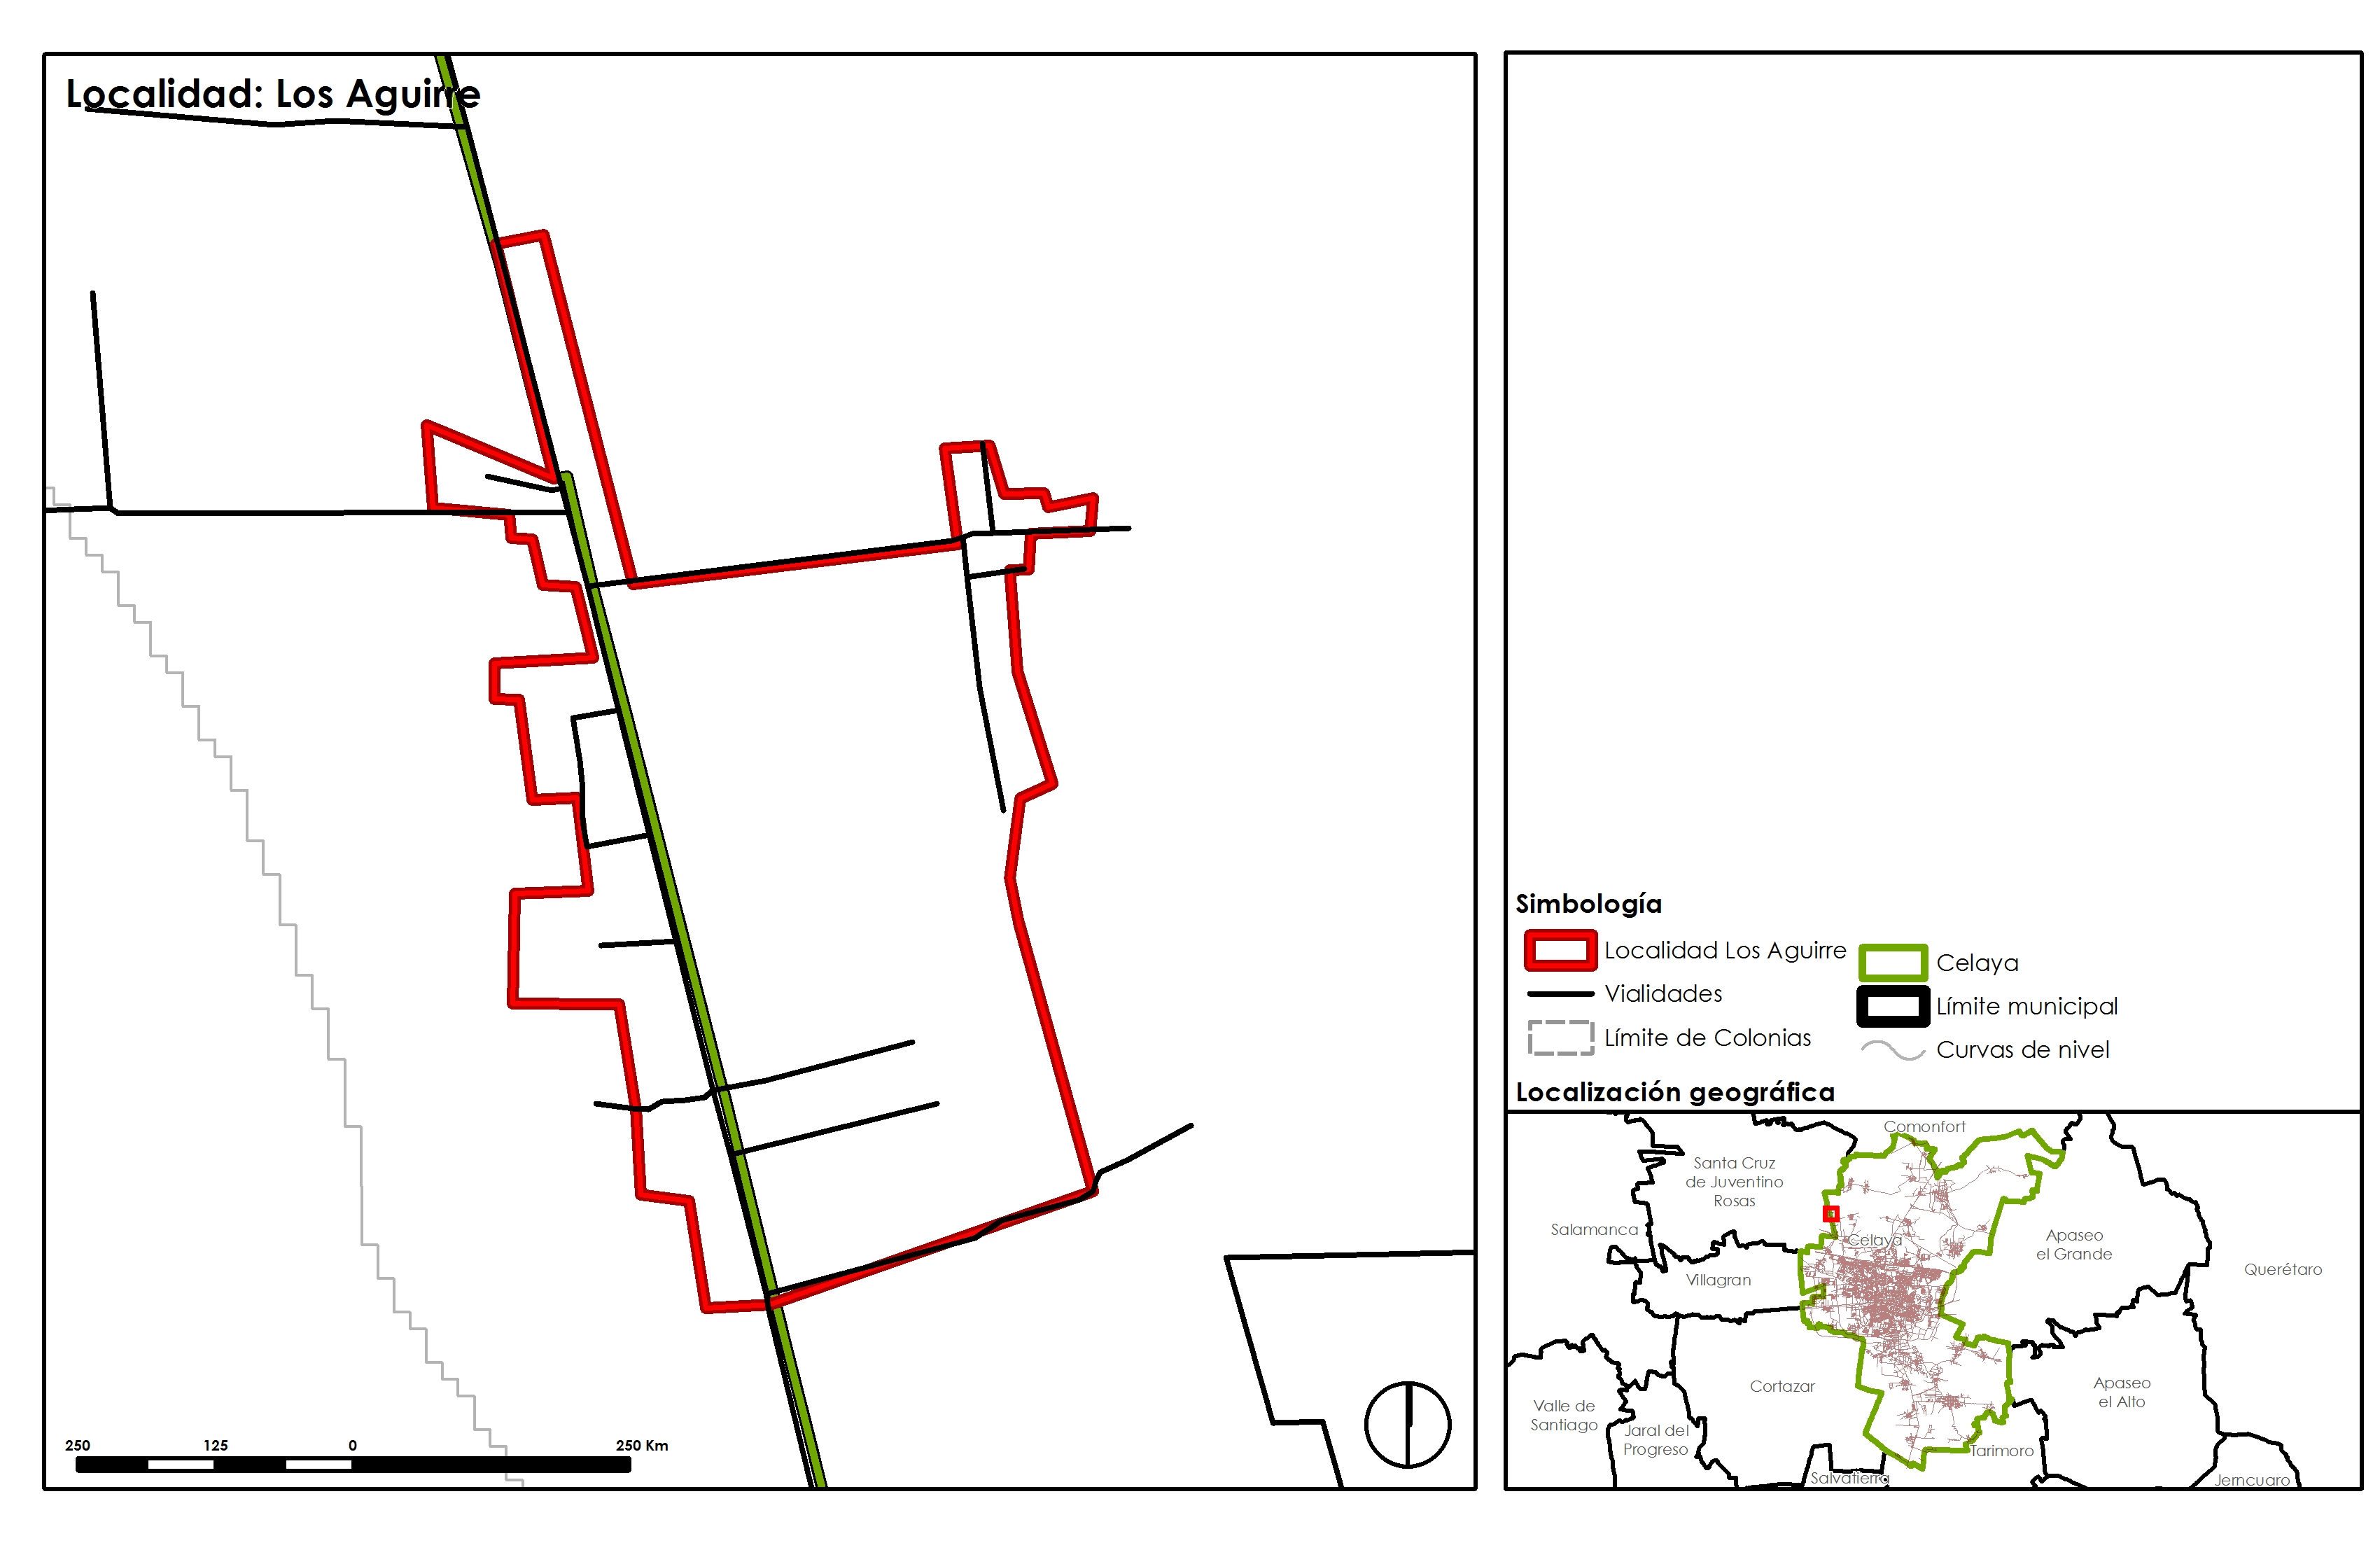 Localidad: Los Aguirre
250 125 0 250 Km
Simbología
Localidad Los Aguirre
Vialidades
Límite de Colonias
Celaya
Límite municipal
Curvas de nivel
Localización geográfica
Comonfort
Santa Cruz
de Juventino
Rosas
Salamanca
Celaya
Apaseo
el Grande
Querétaro
Villagran
Cortazar
Apaseo
el Alto
Valle de
Santiago
Jaral del
Progreso
Tarimoro
Salvatierra
Jerncuaro